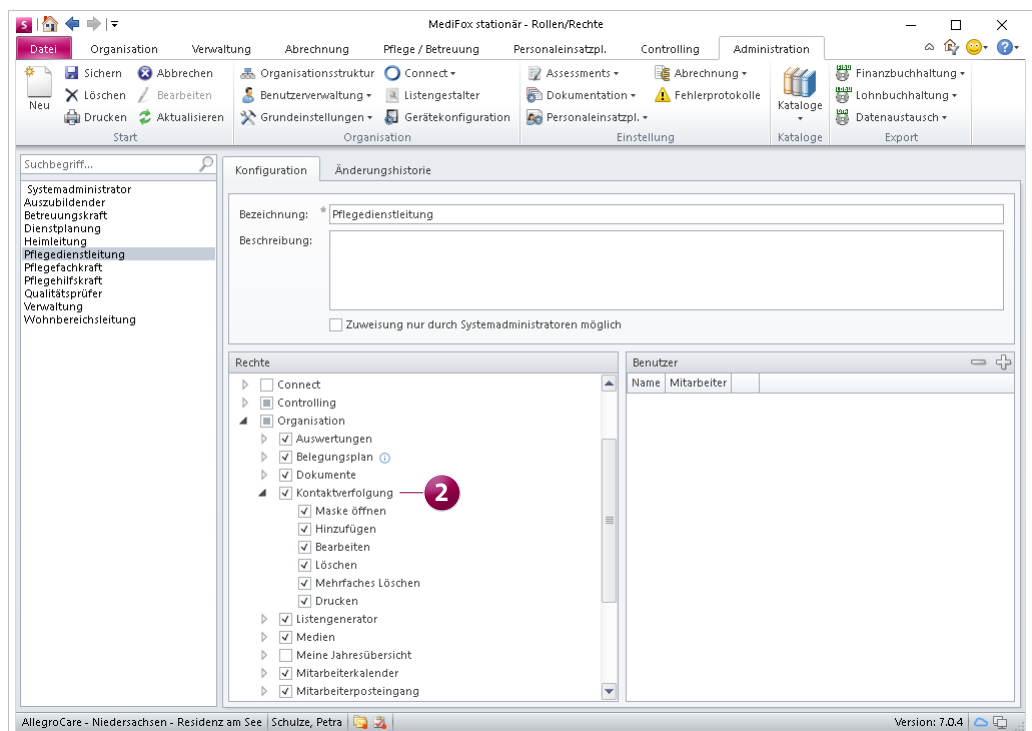 S
MediFox stationär - Rollen/Rechte
Datei Organisation Verwaltung Abrechnung Pflege / Betreuung Personaleinsatzpl. Controlling Administration
Neu
Sichern Abbrechen
Löschen Bearbeiten
Drucken Aktualisieren
Start
Organisationsstruktur Connect
Benutzerverwaltung Listengestalter
Grundeinstellungen Gerätekonfiguration
Organisation
Assessments Abrechnung
Dokumentation Fehlerprotokolle
Personaleinsatzpl.
Einstellung
Kataloge
Kataloge
Finanzbuchhaltung
Lohnbuchhaltung
Datenaustausch
Export
Suchbegriff...
Systemadministrator
Auszubildender
Betreuungskraft
Dienstplanung
Heimleitung
Pflegedienstleitung
Pflegefachkraft
Pflegehilfskraft
Qualitätsprüfer
Verwaltung
Wohnbereichsleitung
Konfiguration Änderungshistorie
Bezeichnung: * Pflegedienstleitung
Beschreibung:
Zuweisung nur durch Systemadministratoren möglich
Rechte
Connect
Controlling
Organisation
Auswertungen
Belegungsplan
Dokumente
Kontaktverfolgung 2
Maske öffnen
Hinzufügen
Bearbeiten
Löschen
Mehrfaches Löschen
Drucken
Listengenerator
Medien
Meine Jahresübersicht
Mitarbeiterkalender
Mitarbeiterposteingang
Benutzer
Name Mitarbeiter
AllegroCare - Niedersachsen - Residenz am See Schulze, Petra Version: 7.0.4